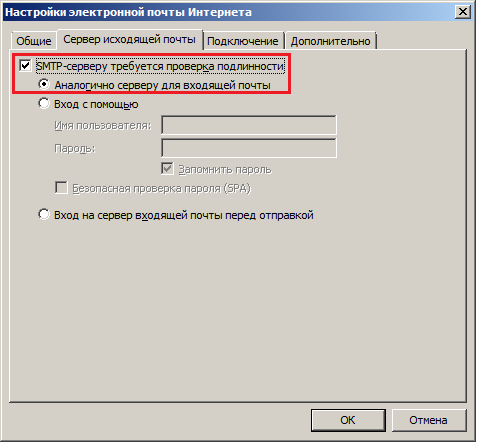 Настройки электронной почты Интернета
Общие Сервер исходящей почты Подключение Дополнительно
SMTP-серверу требуется проверка подлинности
Аналогично серверу для входящей почты
Вход с помощью
Имя пользователя:
Пароль:
Запомнить пароль
Безопасная проверка пароля (SPA)
Вход на сервер входящей почты перед отправкой
ОК Отмена